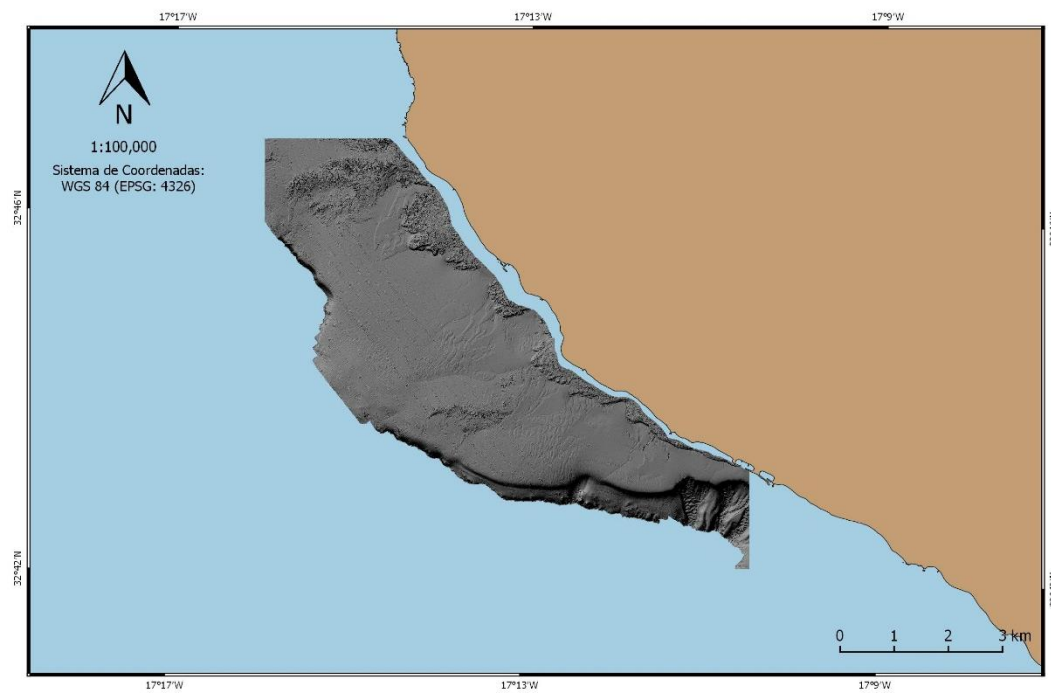 17°17'W 17°13'W 17°9'W
N
1:100,000
Sistema de Coordenadas:
WGS 84 (EPSG: 4326)
32°46'N
32°42'N
0 1 2 3 km
17°17'W 17°13'W 17°9'W